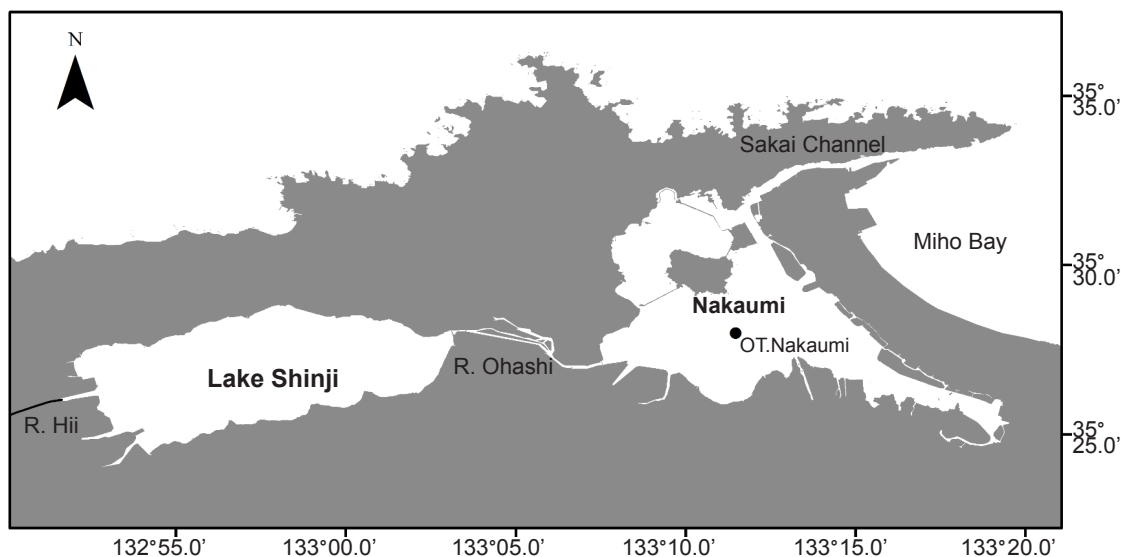 N
35°
35.0’
Sakai Channel
Miho Bay
35°
30.0’
Nakaumi
OT.Nakaumi
R. Ohashi
Lake Shinji
R. Hii
35°
25.0’
132°55.0’
133°00.0’
133°05.0’
133°10.0’
133°15.0’
133°20.0’